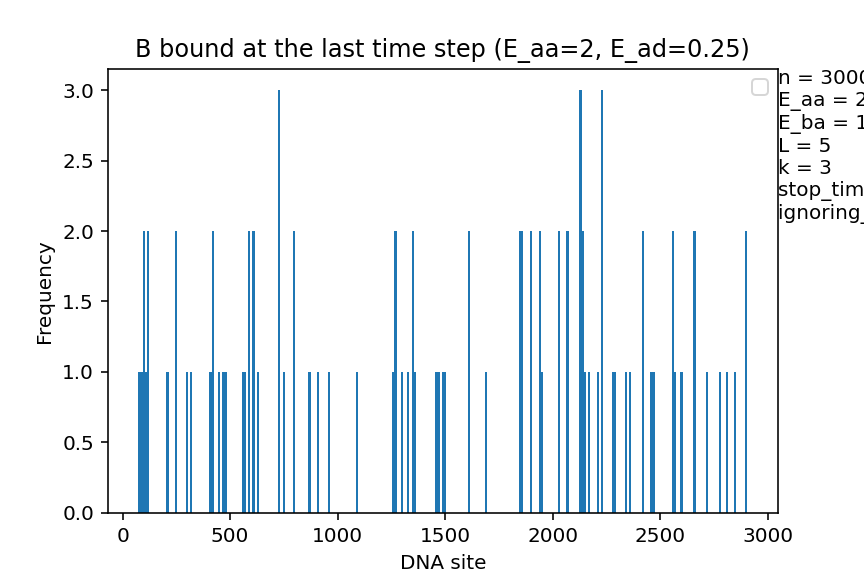 B bound at the last time step (E_aa=2, E_ad=0.25)
n = 3000
E_aa = 2
E_ba = 1
L = 5
k = 3
stop_tim
ignoring_
3.0
2.5
2.0
1.5
1.0
0.5
0.0
Frequency
0 500 1000 1500 2000 2500 3000
DNA site